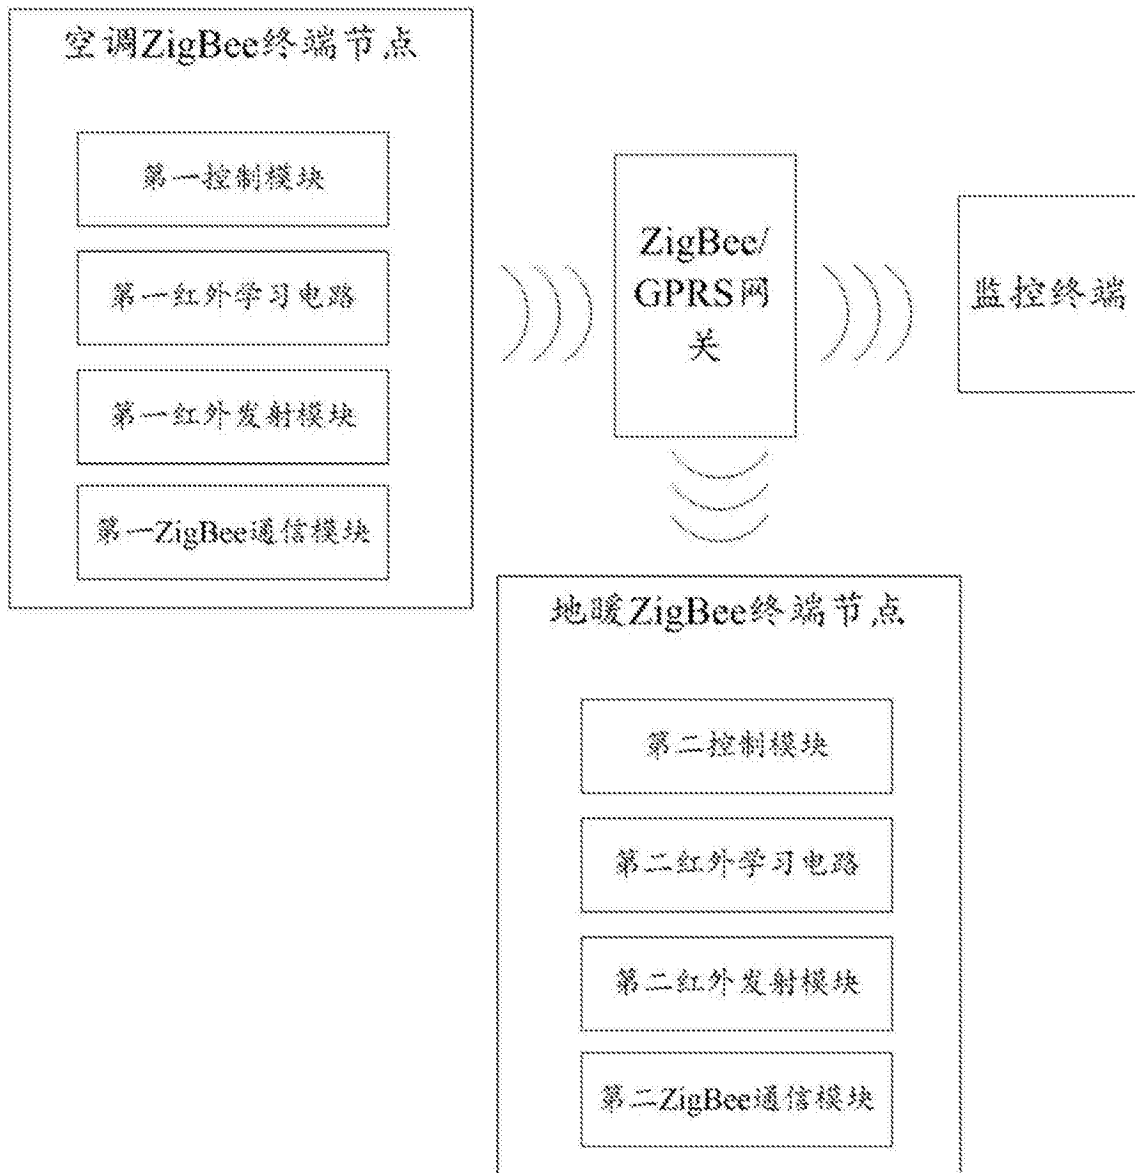 空调ZigBee终端节点
第一控制模块
第一红外学习电路
第一红外发射模块
第一ZigBee通信模块
ZigBee/
GPRS网
关
监控终端
地暖ZigBee终端节点
第二控制模块
第二红外学习电路
第二红外发射模块
第二ZigBee通信模块